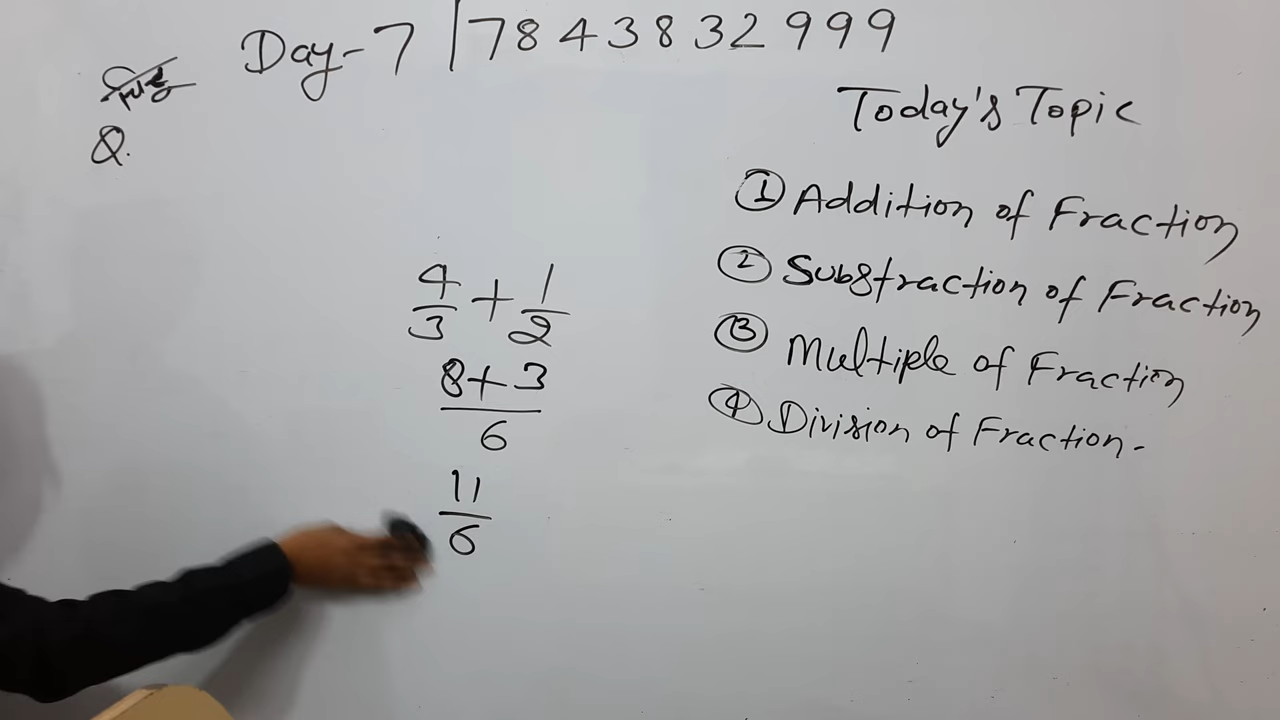 Day-7 | 7843832999
Q.
4/3 + 1/2
8+3/6
11/6
Today's Topic
① Addition of Fraction
② Substraction of Fraction
③ Multiple of Fraction
④ Division of Fraction-